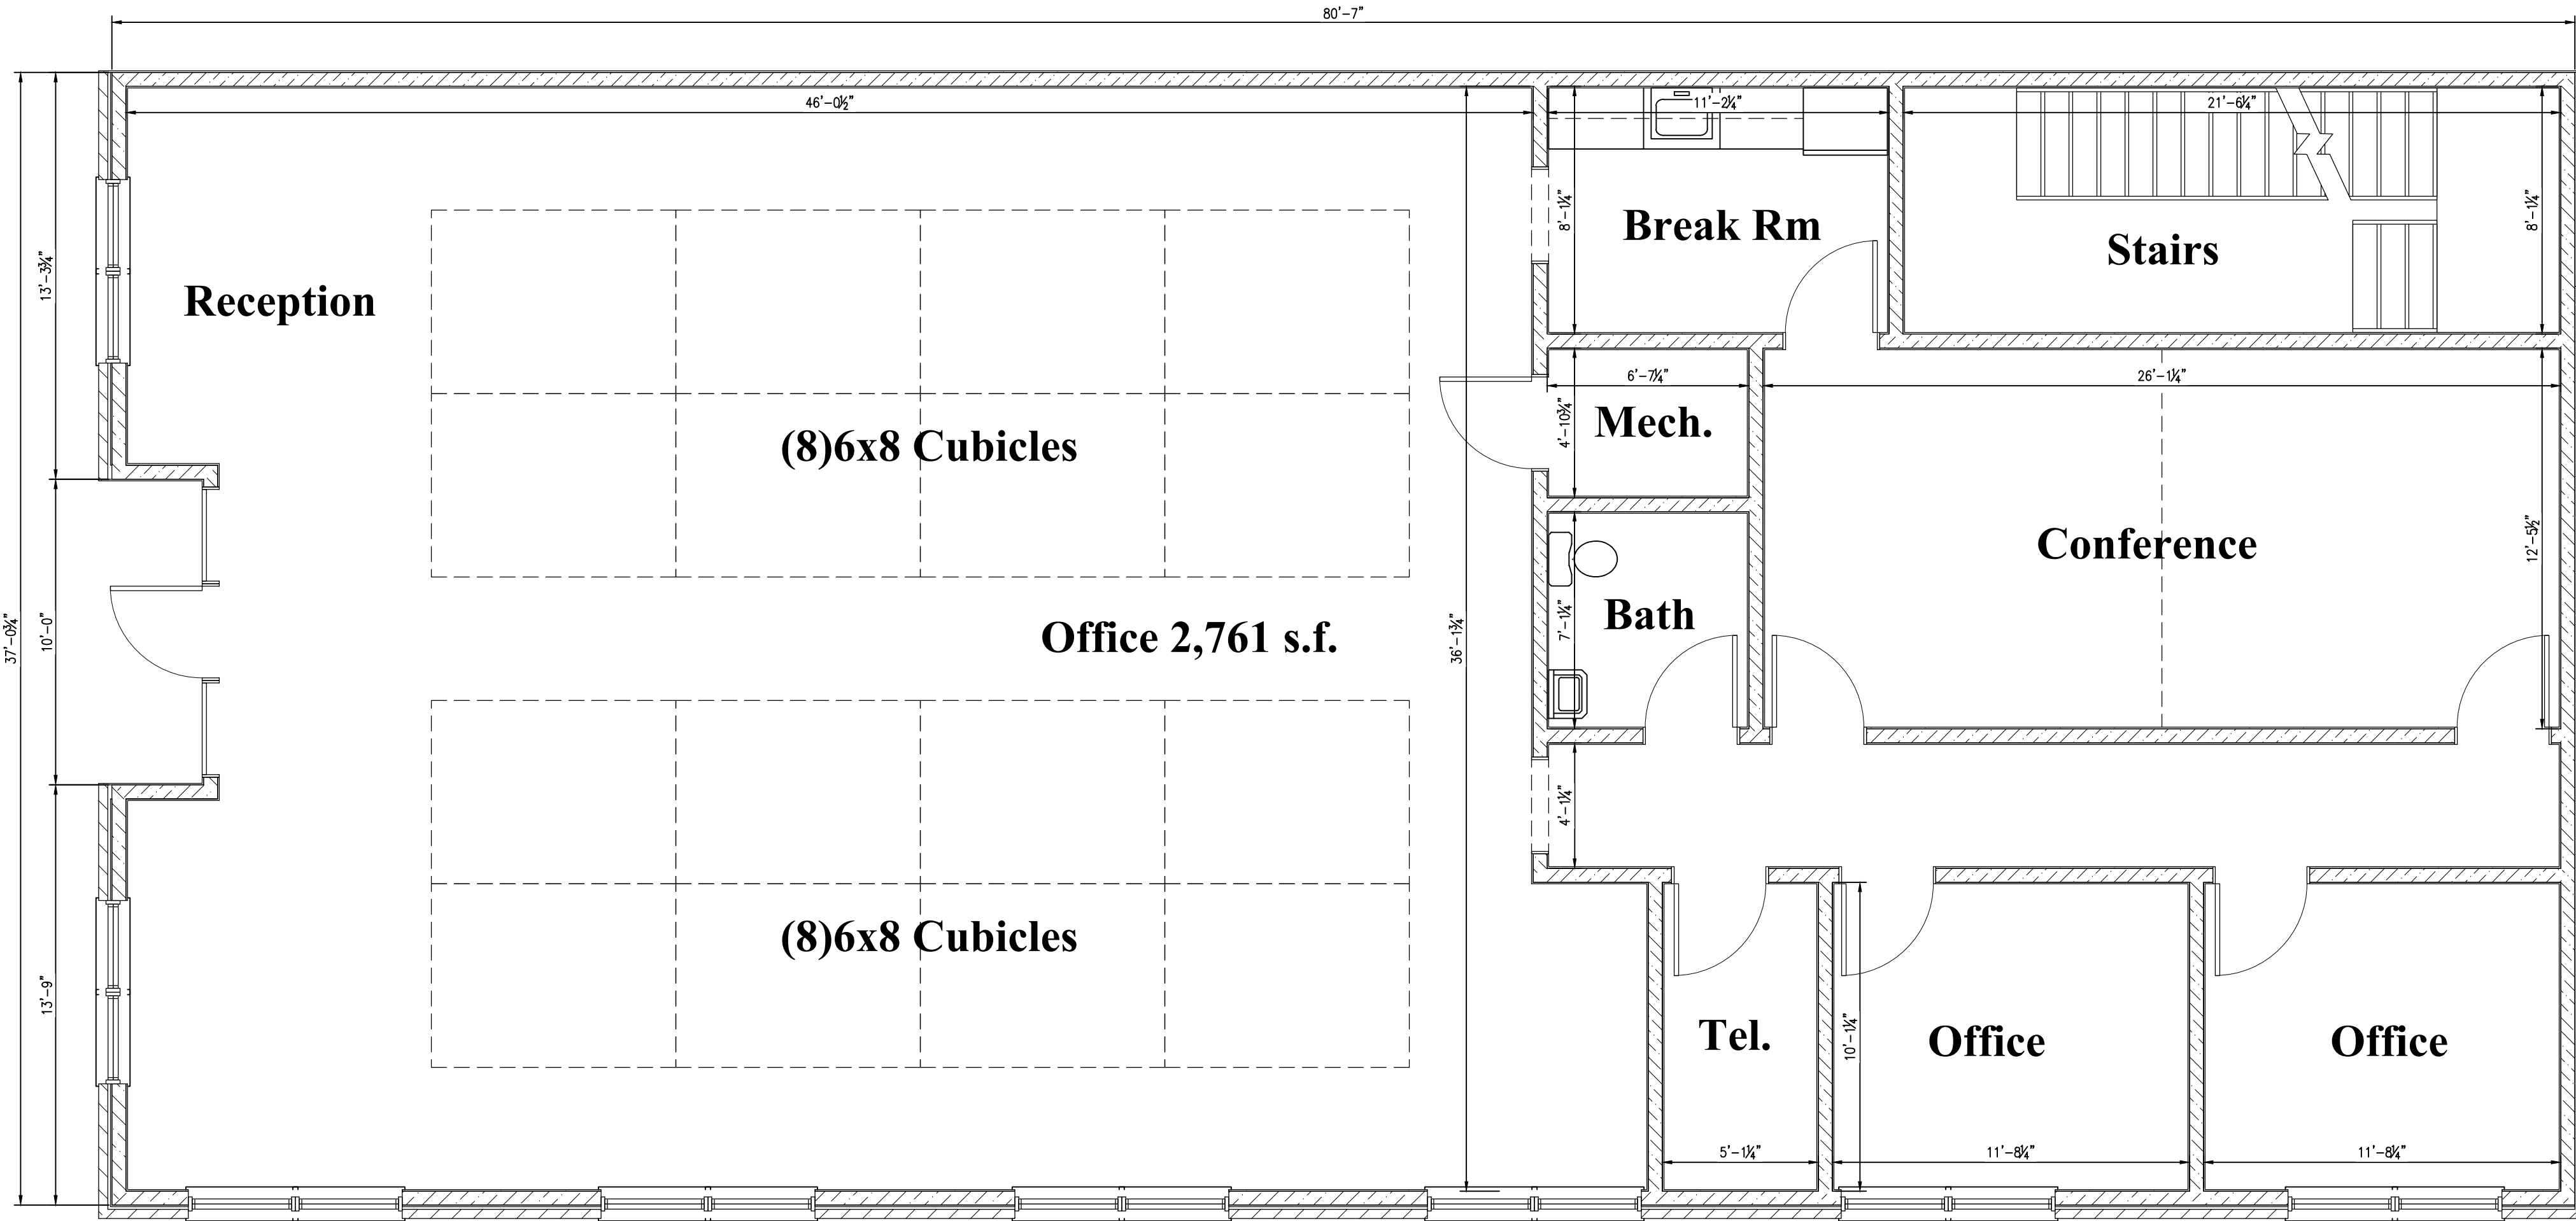 80'-7"
46'-0½"
11'-2¼"
21'-6¼"
8'-1¼"
8'-1¼"
Break Rm
Stairs
13'-3¾"
Reception
6'-7¼"
26'-1¼"
4'-10¾"
Mech.
(8)6x8 Cubicles
12'-5½"
Conference
37'-0¾"
10'-0"
Office 2,761 s.f.
36'-1¾"
7'-1¼"
Bath
4'-1¼"
(8)6x8 Cubicles
13'-9"
Tel.
10'-1¼"
Office
Office
5'-1¼"
11'-8¼"
11'-8¼"